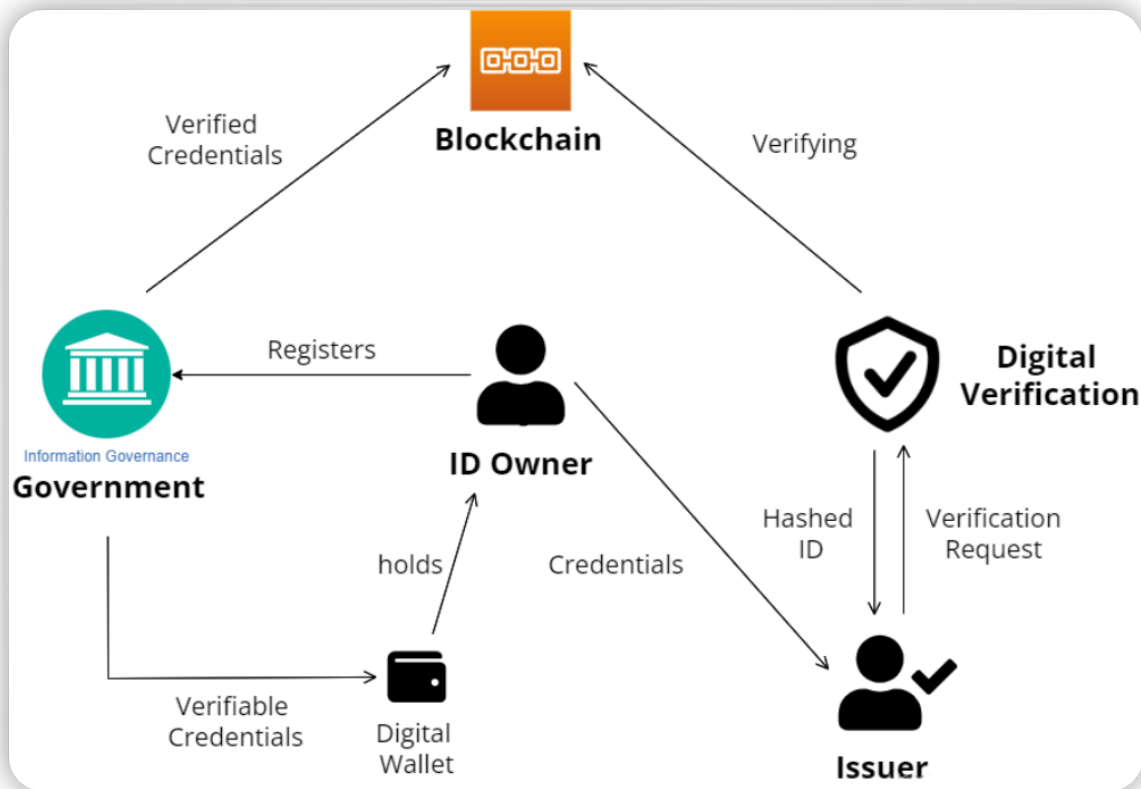 Blockchain
Verified
Credentials
Verifying
Registers
Information Governance
Government
ID Owner
Digital
Verification
holds
Credentials
Hashed
ID
Verification
Request
Verifiable
Credentials
Digital
Wallet
Issuer